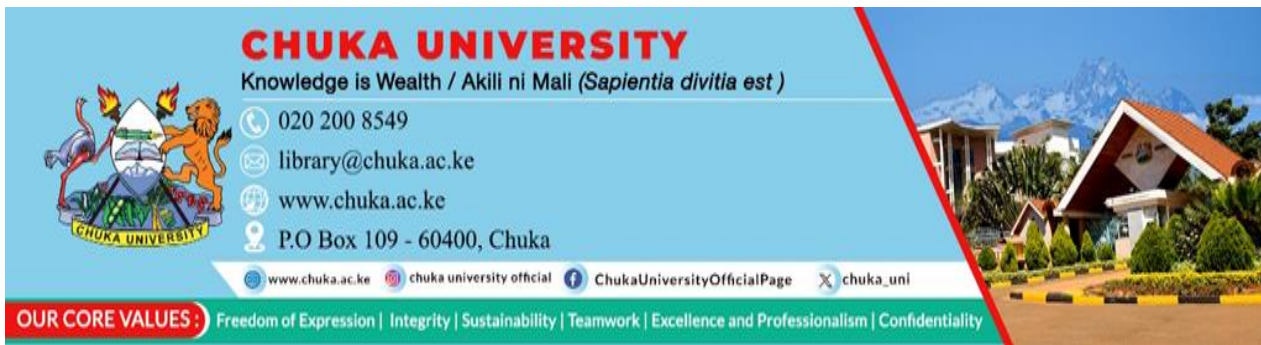 CHUKA UNIVERSITY
Knowledge is Wealth / Akili ni Mali (Sapientia divitia est )
020 200 8549
library@chuka.ac.ke
www.chuka.ac.ke
P.O Box 109 - 60400, Chuka
CHUKA UNIVERSITY
www.chuka.ac.ke chuka university official ChukaUniversityOfficialPage chuka_uni
OUR CORE VALUES : Freedom of Expression | Integrity | Sustainability | Teamwork | Excellence and Professionalism | Confidentiality